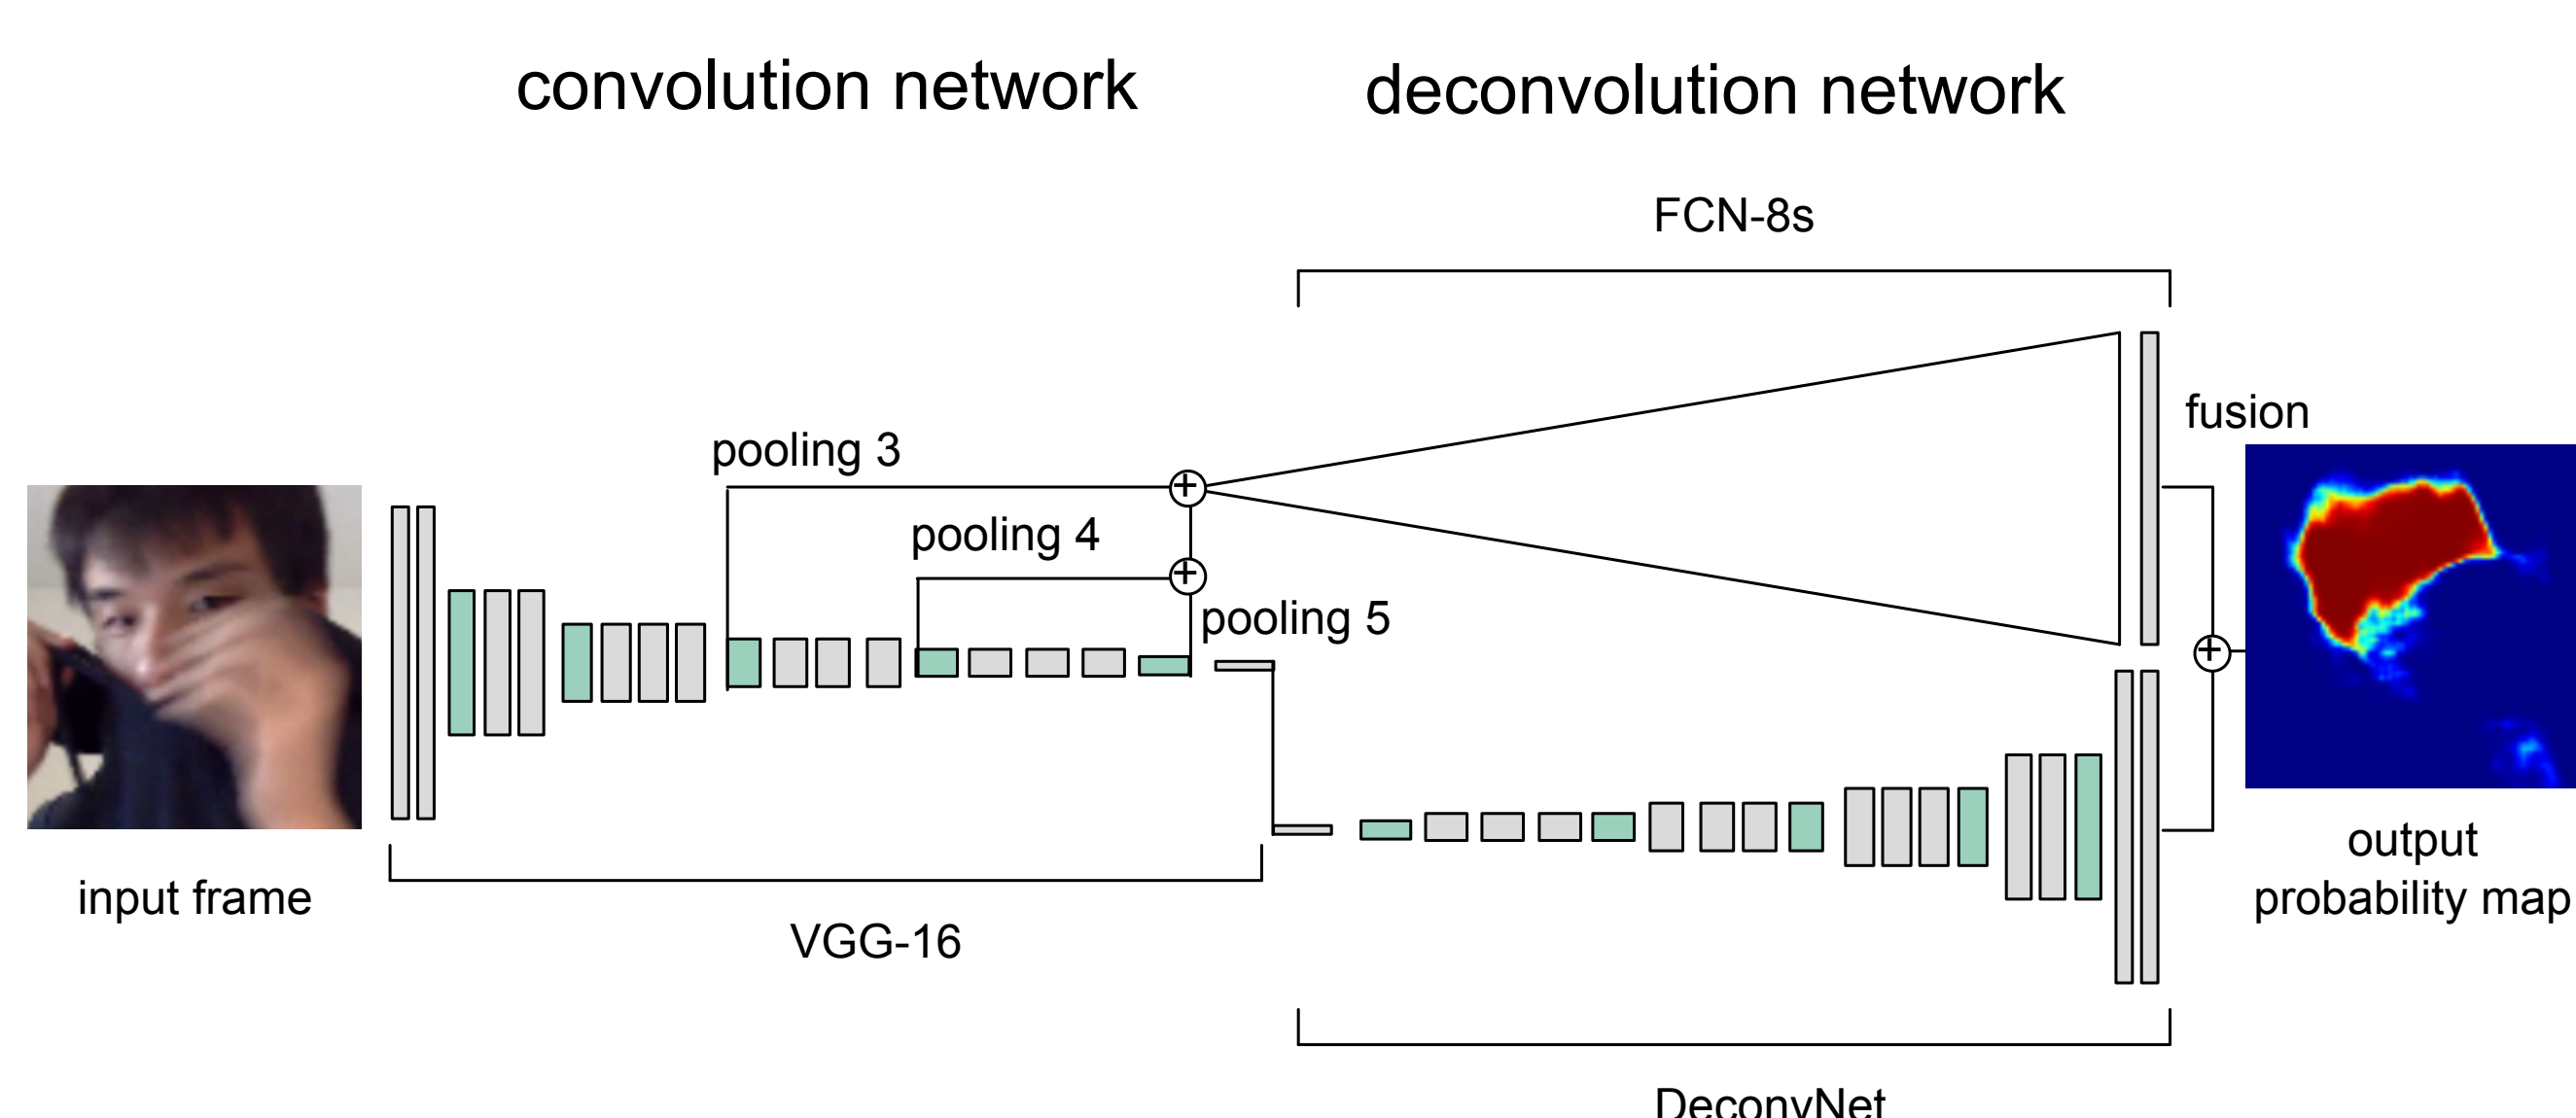 convolution network
deconvolution network
FCN-8s
fusion
pooling 3
pooling 4
pooling 5
input frame
output
probability map
VGG-16
DeconvNet